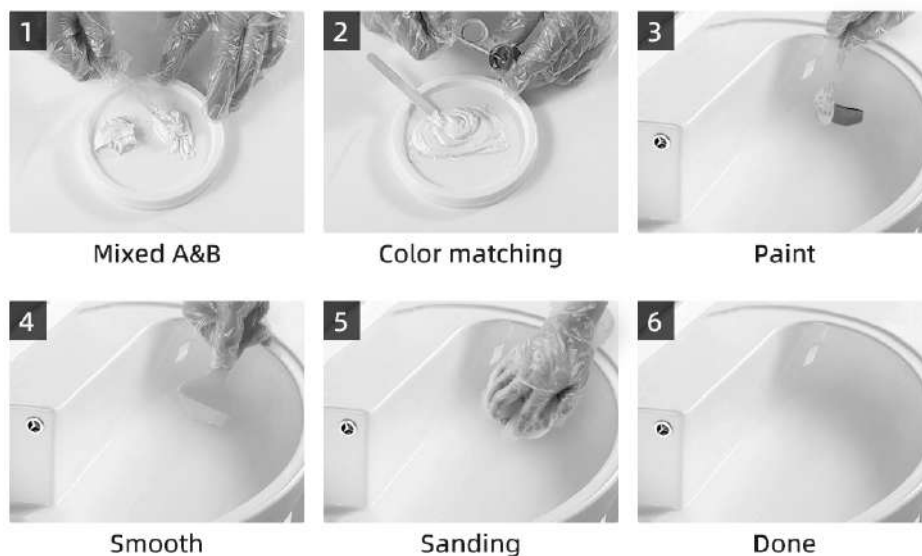 1
2
3
Mixed A&B
Color matching
Paint
4
5
6
Smooth
Sanding
Done